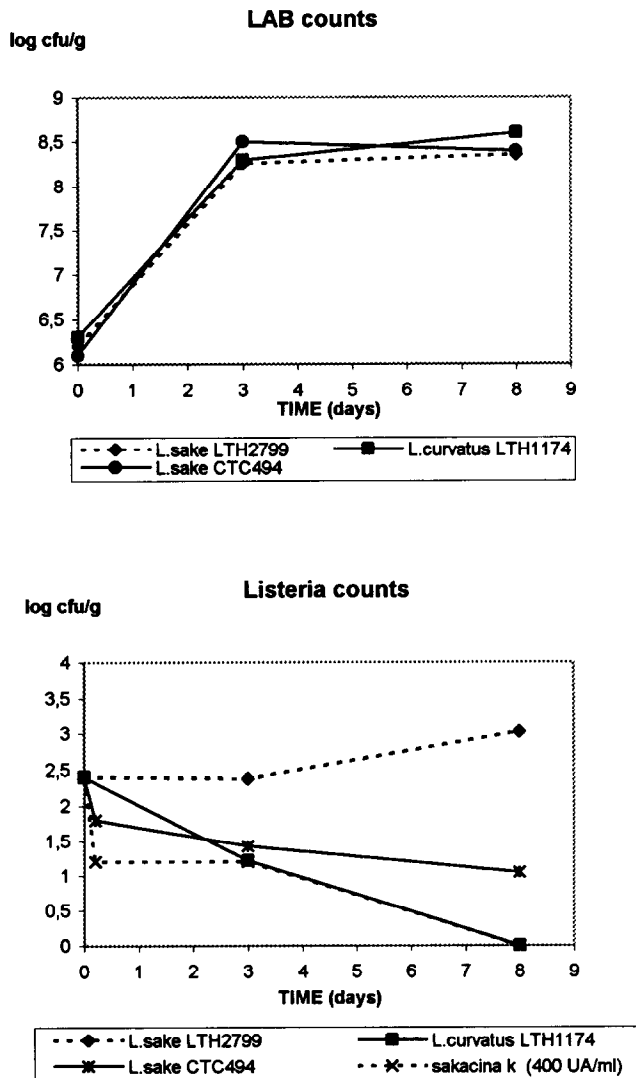 LAB counts
log cfu/g
9
8,5
8
7,5
7
6,5
6
0 1 2 3 4 5 6 7 8 9
TIME (days)
L.sake LTH2799 L.curvatus LTH1174
L.sake CTC494
Listeria counts
log cfu/g
4
3,5
3
2,5
2
1,5
1
0,5
0
0 1 2 3 4 5 6 7 8 9
TIME (days)
L.sake LTH2799 L.curvatus LTH1174
L.sake CTC494 sakacina k (400 UA/ml)